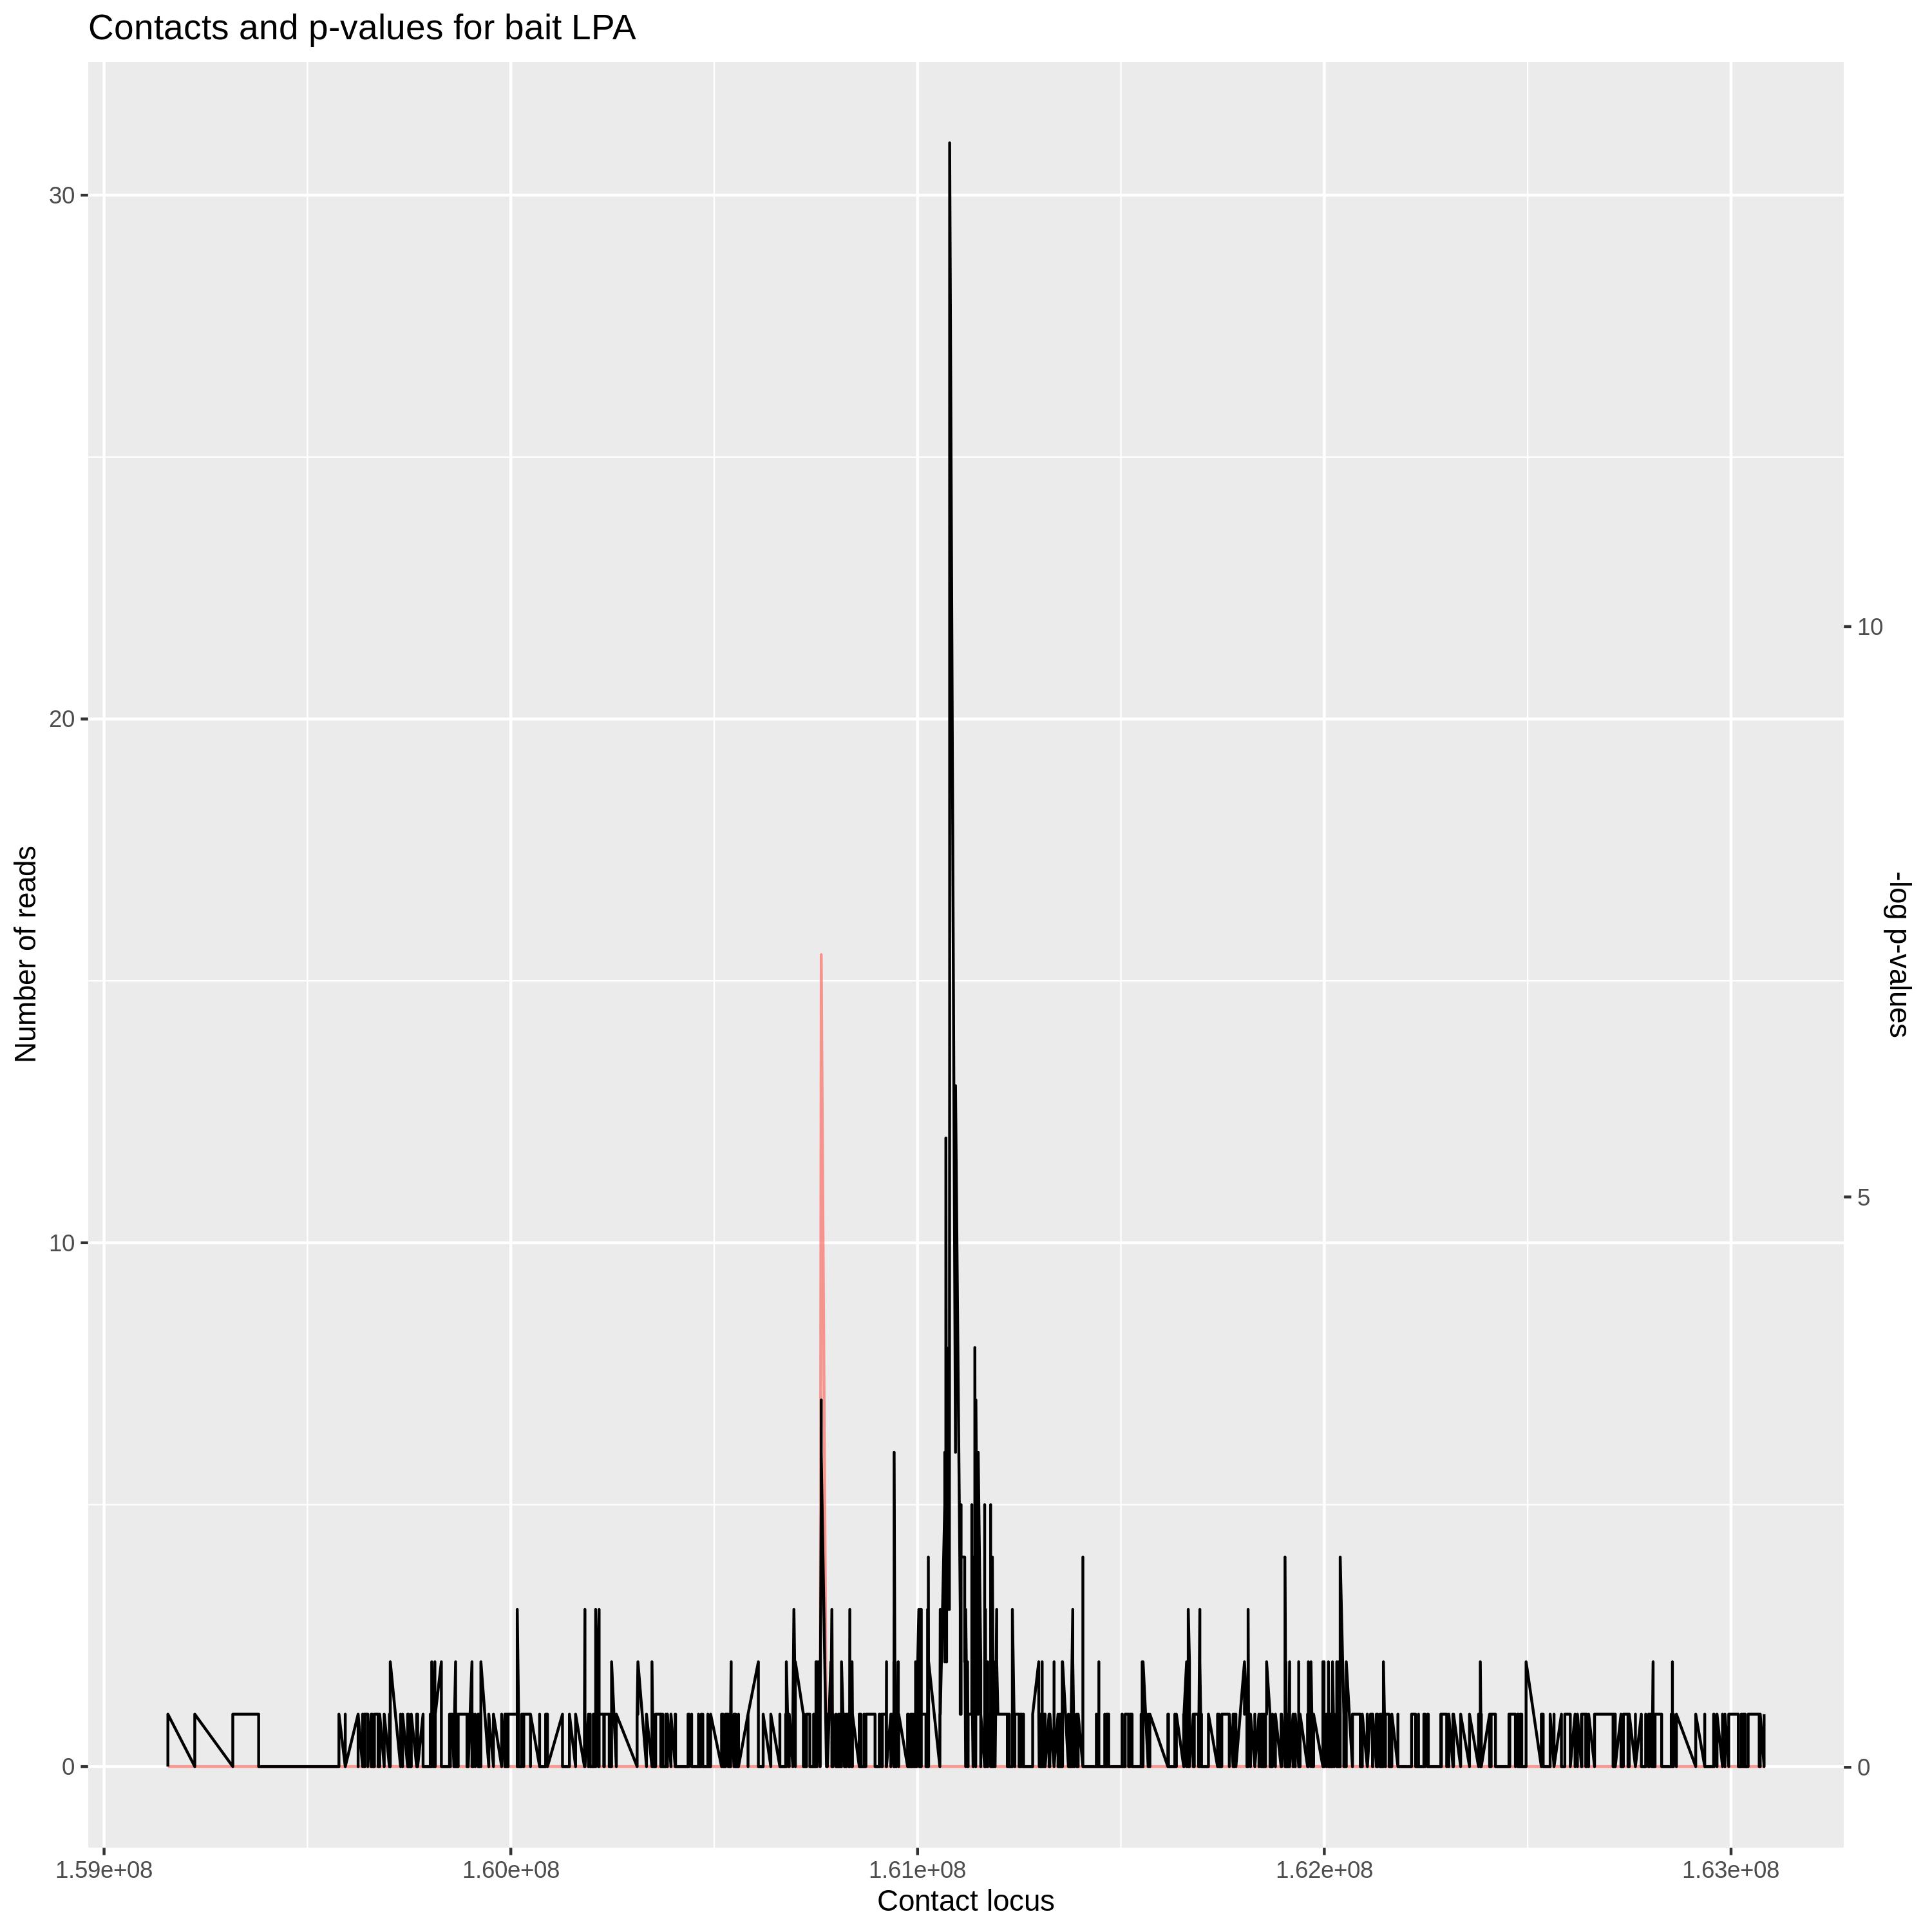 Contacts and p-values for bait LPA
30
20
10
0
Number of reads
10
5
0
-log p-values
1.59e+08
1.60e+08
1.61e+08
1.62e+08
1.63e+08
Contact locus